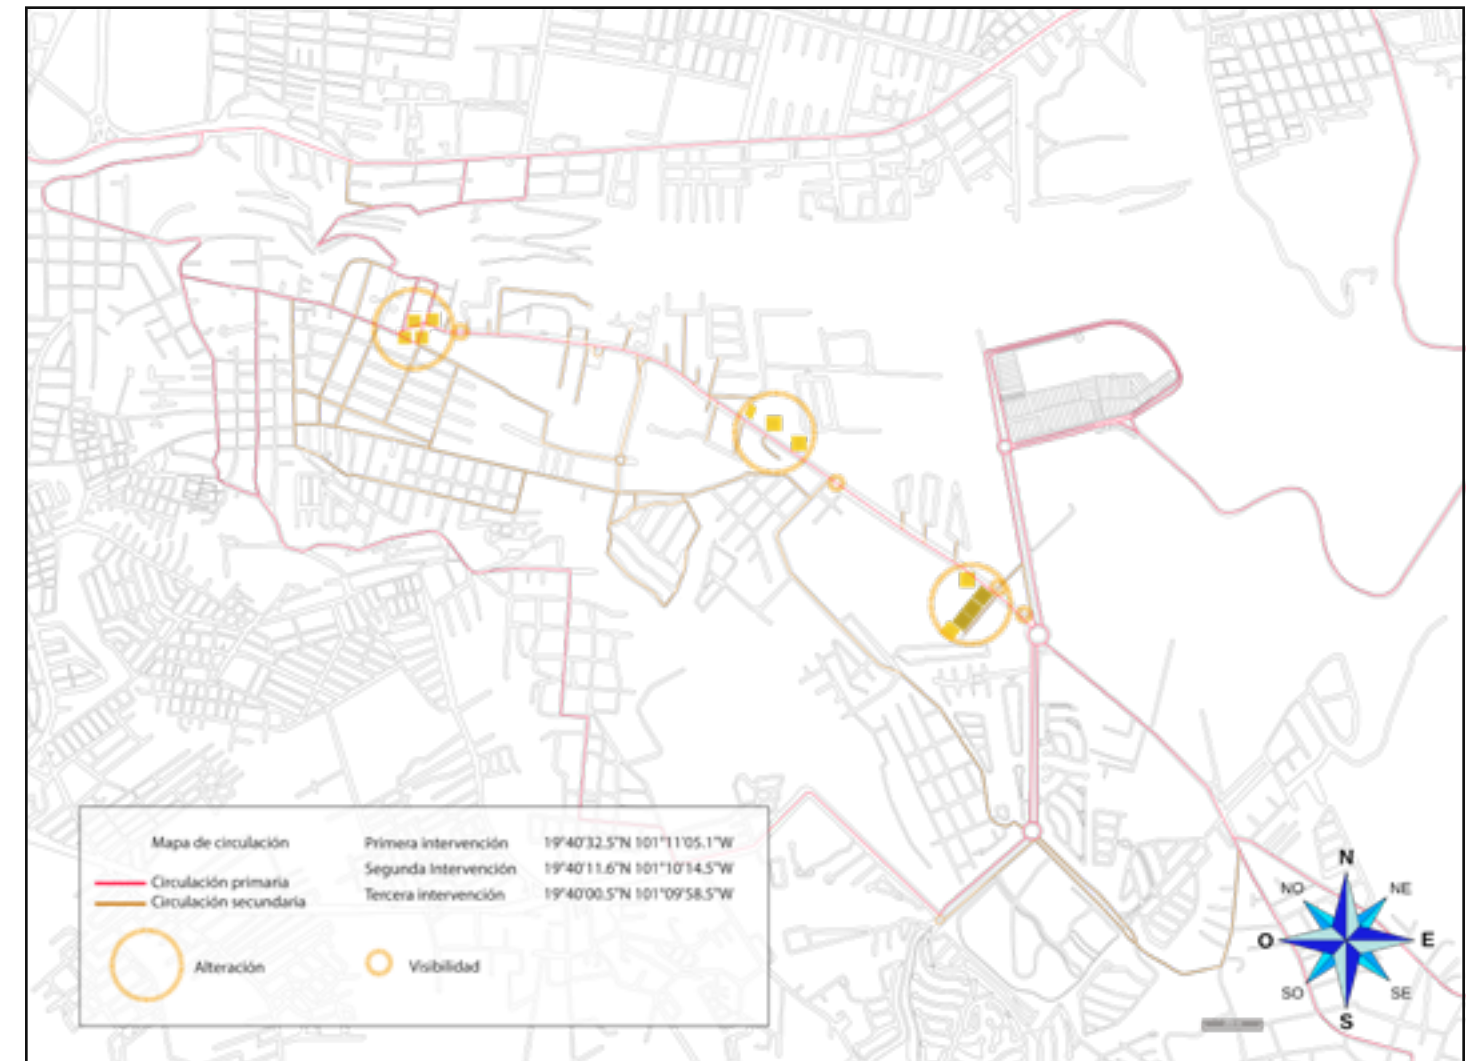 Mapa de circulación
Circulación primaria
Circulación secundaria
Primera intervención 19°40'32.5"N 101°11'05.1"W
Segunda Intervención 19°40'11.6"N 101°10'14.5"W
Tercera intervención 19°40'00.5"N 101°09'58.5"W
Alteración
Visibilidad
N
NO
NE
O
E
SO
SE
S